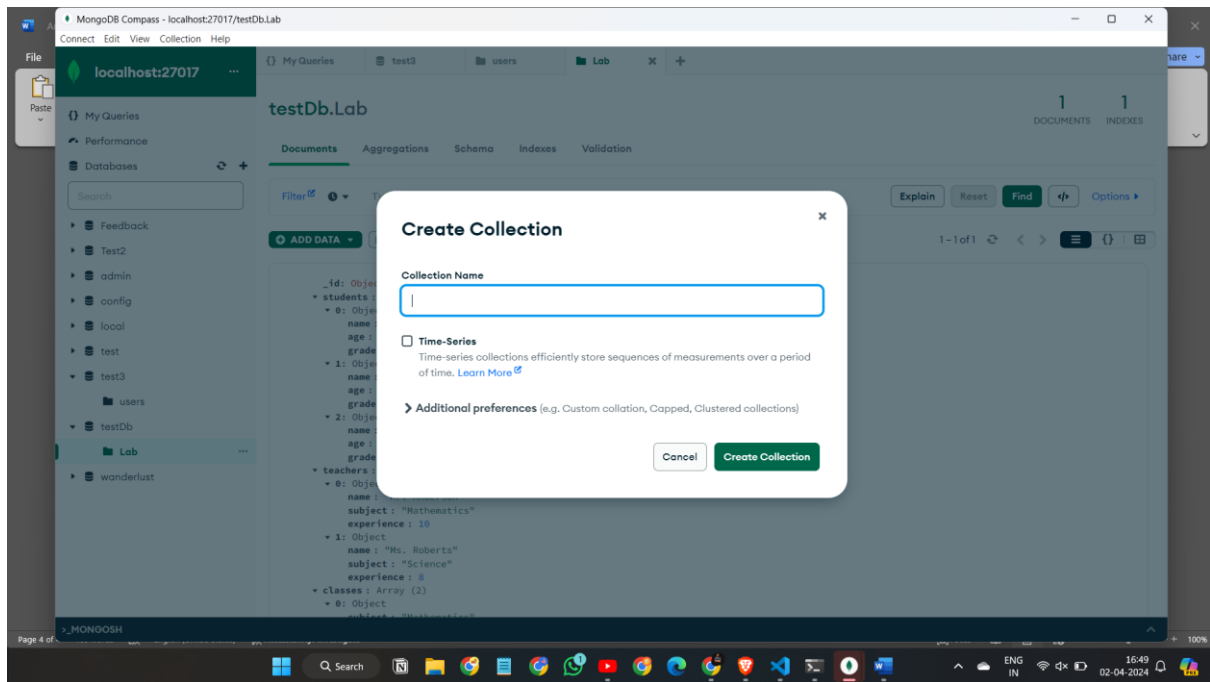 MongoDB Compass - localhost:27017/testDb.Lab
Connect Edit View Collection Help
File
Paste
localhost:27017 ...
{} My Queries
Performance
Databases
Search
Feedback
Test2
admin
config
local
test
test3
users
testDb
Lab ...
wanderlust
{} My Queries test3 users Lab
testDb.Lab
1 1
DOCUMENTS INDEXES
Documents Aggregations Schema Indexes Validation
Filter Explain Reset Find </> Options
ADD DATA 1-1 of 1 {}
Create Collection
Collection Name
Time-Series
Time-series collections efficiently store sequences of measurements over a period
of time. Learn More
Additional preferences (e.g. Custom collation, Capped, Clustered collections)
Cancel Create Collection
_id: Obje
students :
0: Obje
name :
age :
grade
1: Obje
name :
age :
grade
2: Obje
name :
age :
grade
teachers :
0: Obje
name :
subject : "Mathematics"
experience : 10
1: Object
name : "Ms. Roberts"
subject : "Science"
experience : 8
classes : Array (2)
0: Object
>_MONGOSH
Page 4 of
100%
Search
ENG
IN
16:49
02-04-2024